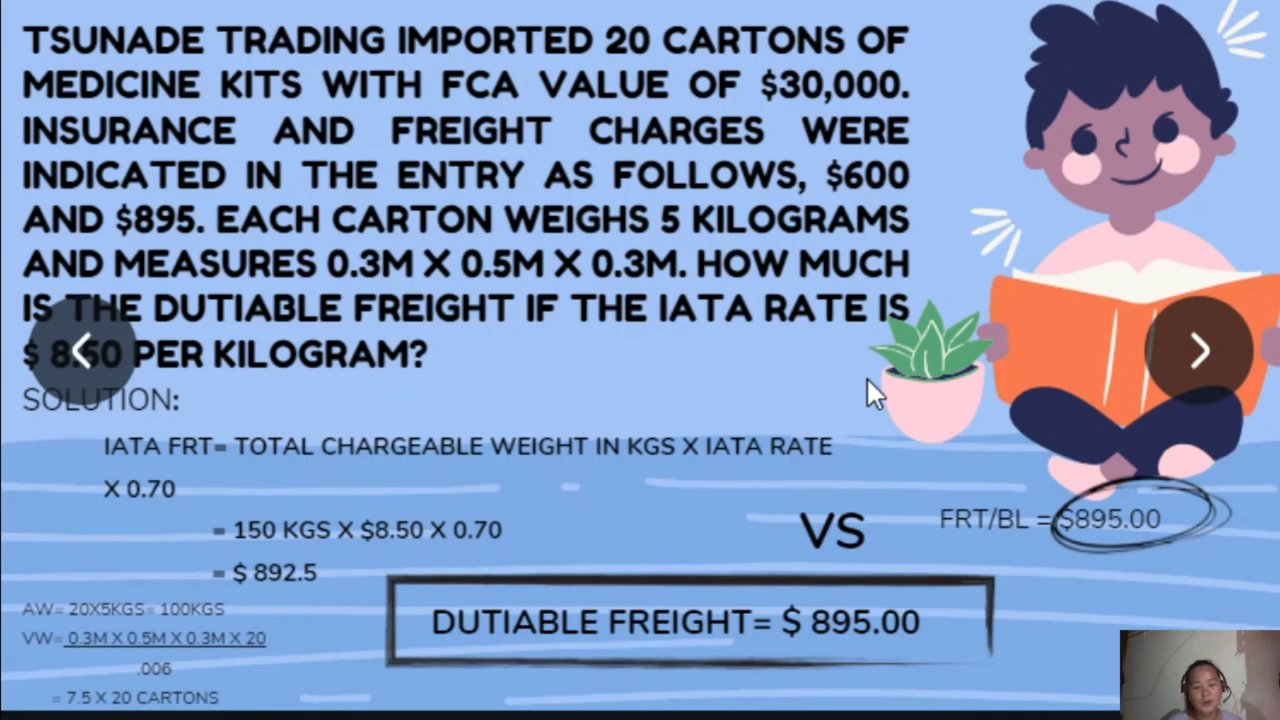 TSUNADE TRADING IMPORTED 20 CARTONS OF
MEDICINE KITS WITH FCA VALUE OF $30,000.
INSURANCE AND FREIGHT CHARGES WERE
INDICATED IN THE ENTRY AS FOLLOWS, $600
AND $895. EACH CARTON WEIGHS 5 KILOGRAMS
AND MEASURES 0.3M X 0.5M X 0.3M. HOW MUCH
IS THE DUTIABLE FREIGHT IF THE IATA RATE IS
$ 8.50 PER KILOGRAM?
SOLUTION:
IATA FRT= TOTAL CHARGEABLE WEIGHT IN KGS X IATA RATE
X 0.70
= 150 KGS X $8.50 X 0.70
= $ 892.5
VS
FRT/BL = $895.00
DUTIABLE FREIGHT= $ 895.00
AW= 20X5KGS= 100KGS
VW= 0.3M X 0.5M X 0.3M X 20
.006
= 7.5 X 20 CARTONS